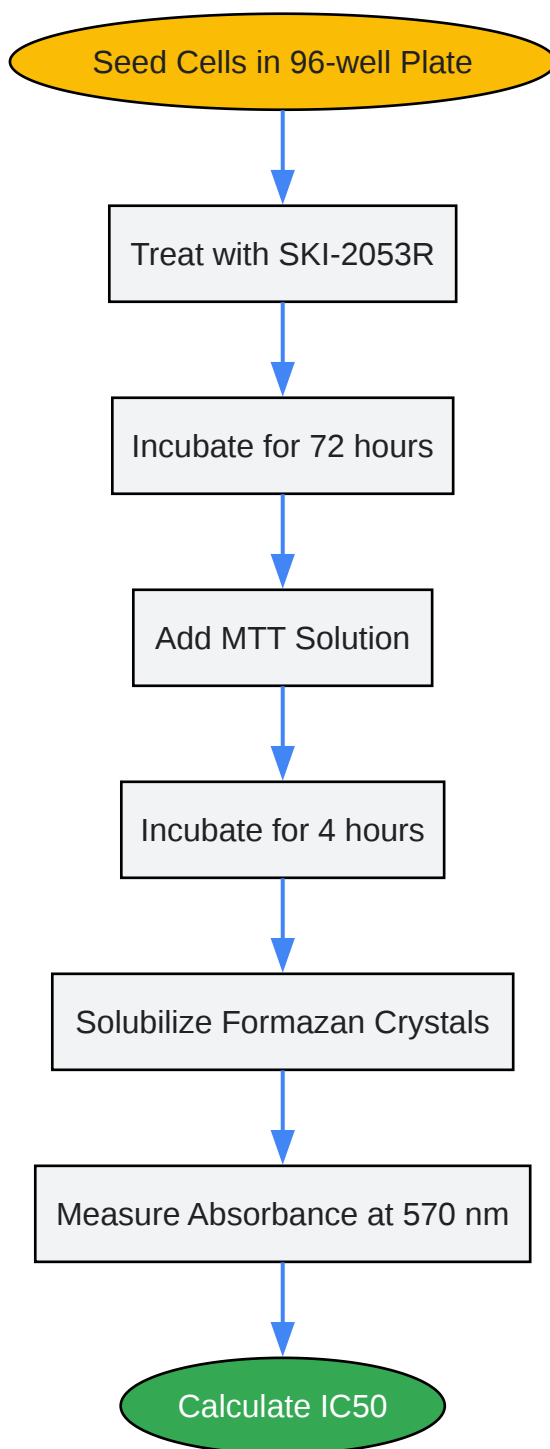 Seed Cells in 96-well Plate
Treat with SKI-2053R
Incubate for 72 hours
Add MTT Solution
Incubate for 4 hours
Solubilize Formazan Crystals
Measure Absorbance at 570 nm
Calculate IC50